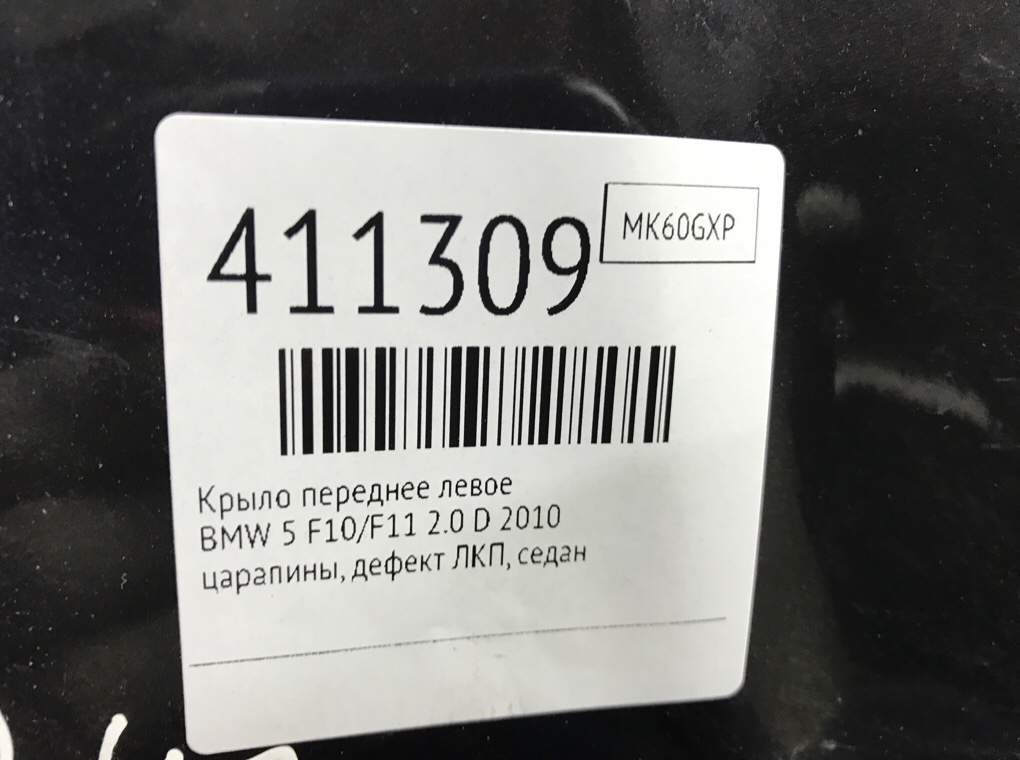 411309
MK60GXP
Крыло переднее левое
BMW 5 F10/F11 2.0 D 2010
царапины, дефект ЛКП, седан